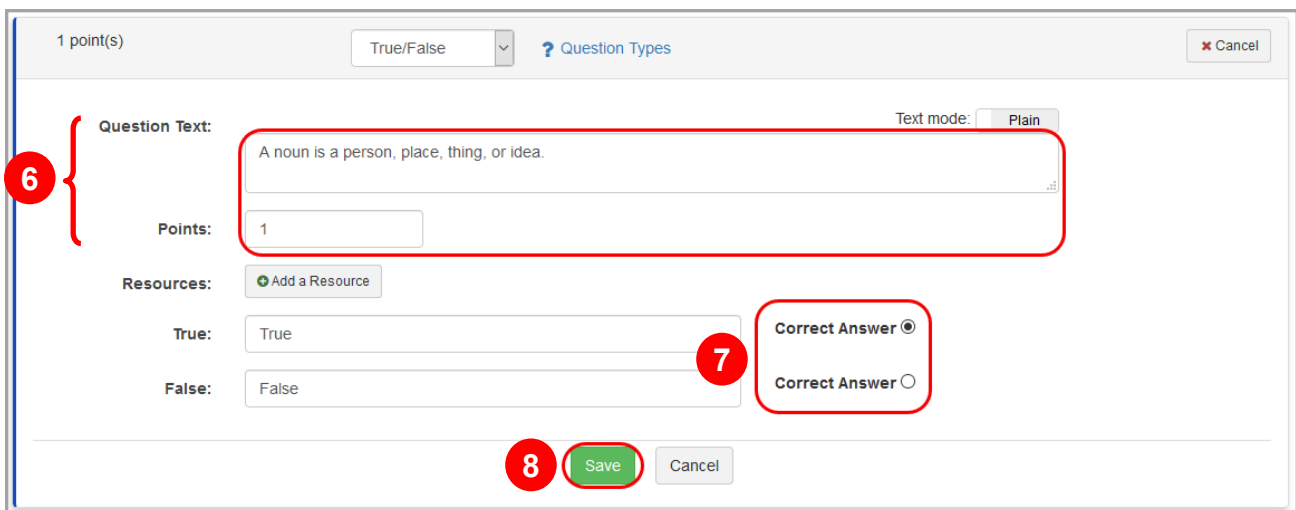 1 point(s) True/False ? Question Types × Cancel
Text mode: Plain
Question Text:
A noun is a person, place, thing, or idea.
6
Points: 1
Resources: Add a Resource
True: True Correct Answer
7
False: False Correct Answer
8 Save Cancel